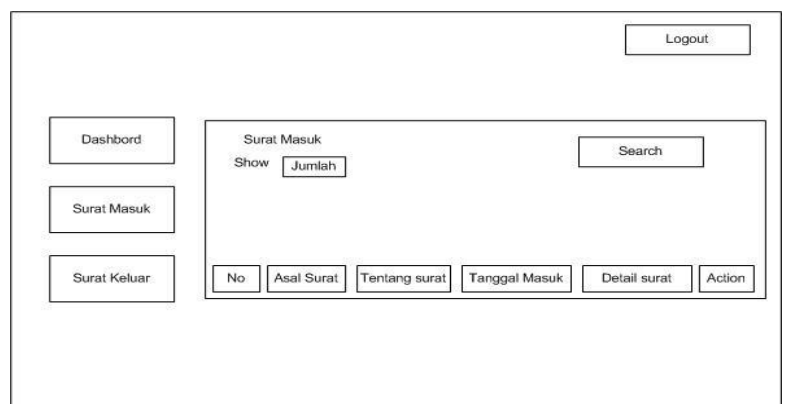 Logout
Dashbord
Surat Masuk
Surat Keluar
Surat Masuk
Show Jumlah
Search
No Asal Surat Tentang surat Tanggal Masuk Detail surat Action